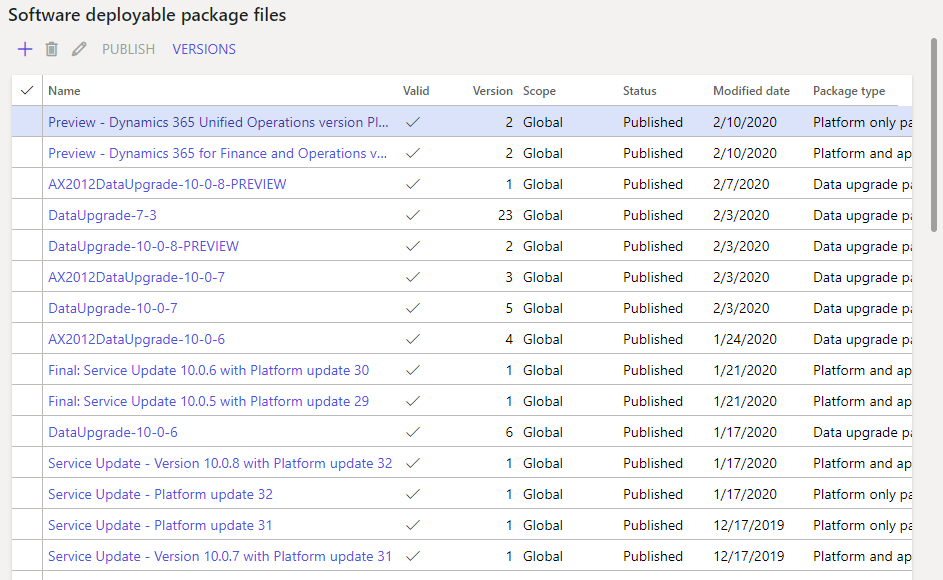 Software deployable package files
PUBLISH VERSIONS
Name Valid Version Scope Status Modified date Package type
Preview - Dynamics 365 Unified Operations version Pl... 2 Global Published 2/10/2020 Platform only pa
Preview - Dynamics 365 for Finance and Operations v... 2 Global Published 2/10/2020 Platform and ap
AX2012DataUpgrade-10-0-8-PREVIEW 1 Global Published 2/7/2020 Data upgrade pa
DataUpgrade-7-3 23 Global Published 2/3/2020 Data upgrade pa
DataUpgrade-10-0-8-PREVIEW 2 Global Published 2/3/2020 Data upgrade pa
AX2012DataUpgrade-10-0-7 3 Global Published 2/3/2020 Data upgrade pa
DataUpgrade-10-0-7 5 Global Published 2/3/2020 Data upgrade pa
AX2012DataUpgrade-10-0-6 4 Global Published 1/24/2020 Data upgrade pa
Final: Service Update 10.0.6 with Platform update 30 1 Global Published 1/21/2020 Platform and ap
Final: Service Update 10.0.5 with Platform update 29 1 Global Published 1/21/2020 Platform and ap
DataUpgrade-10-0-6 6 Global Published 1/17/2020 Data upgrade pa
Service Update - Version 10.0.8 with Platform update 32 1 Global Published 1/17/2020 Platform and ap
Service Update - Platform update 32 1 Global Published 1/17/2020 Platform only pa
Service Update - Platform update 31 1 Global Published 12/17/2019 Platform only pa
Service Update - Version 10.0.7 with Platform update 31 1 Global Published 12/17/2019 Platform and ap